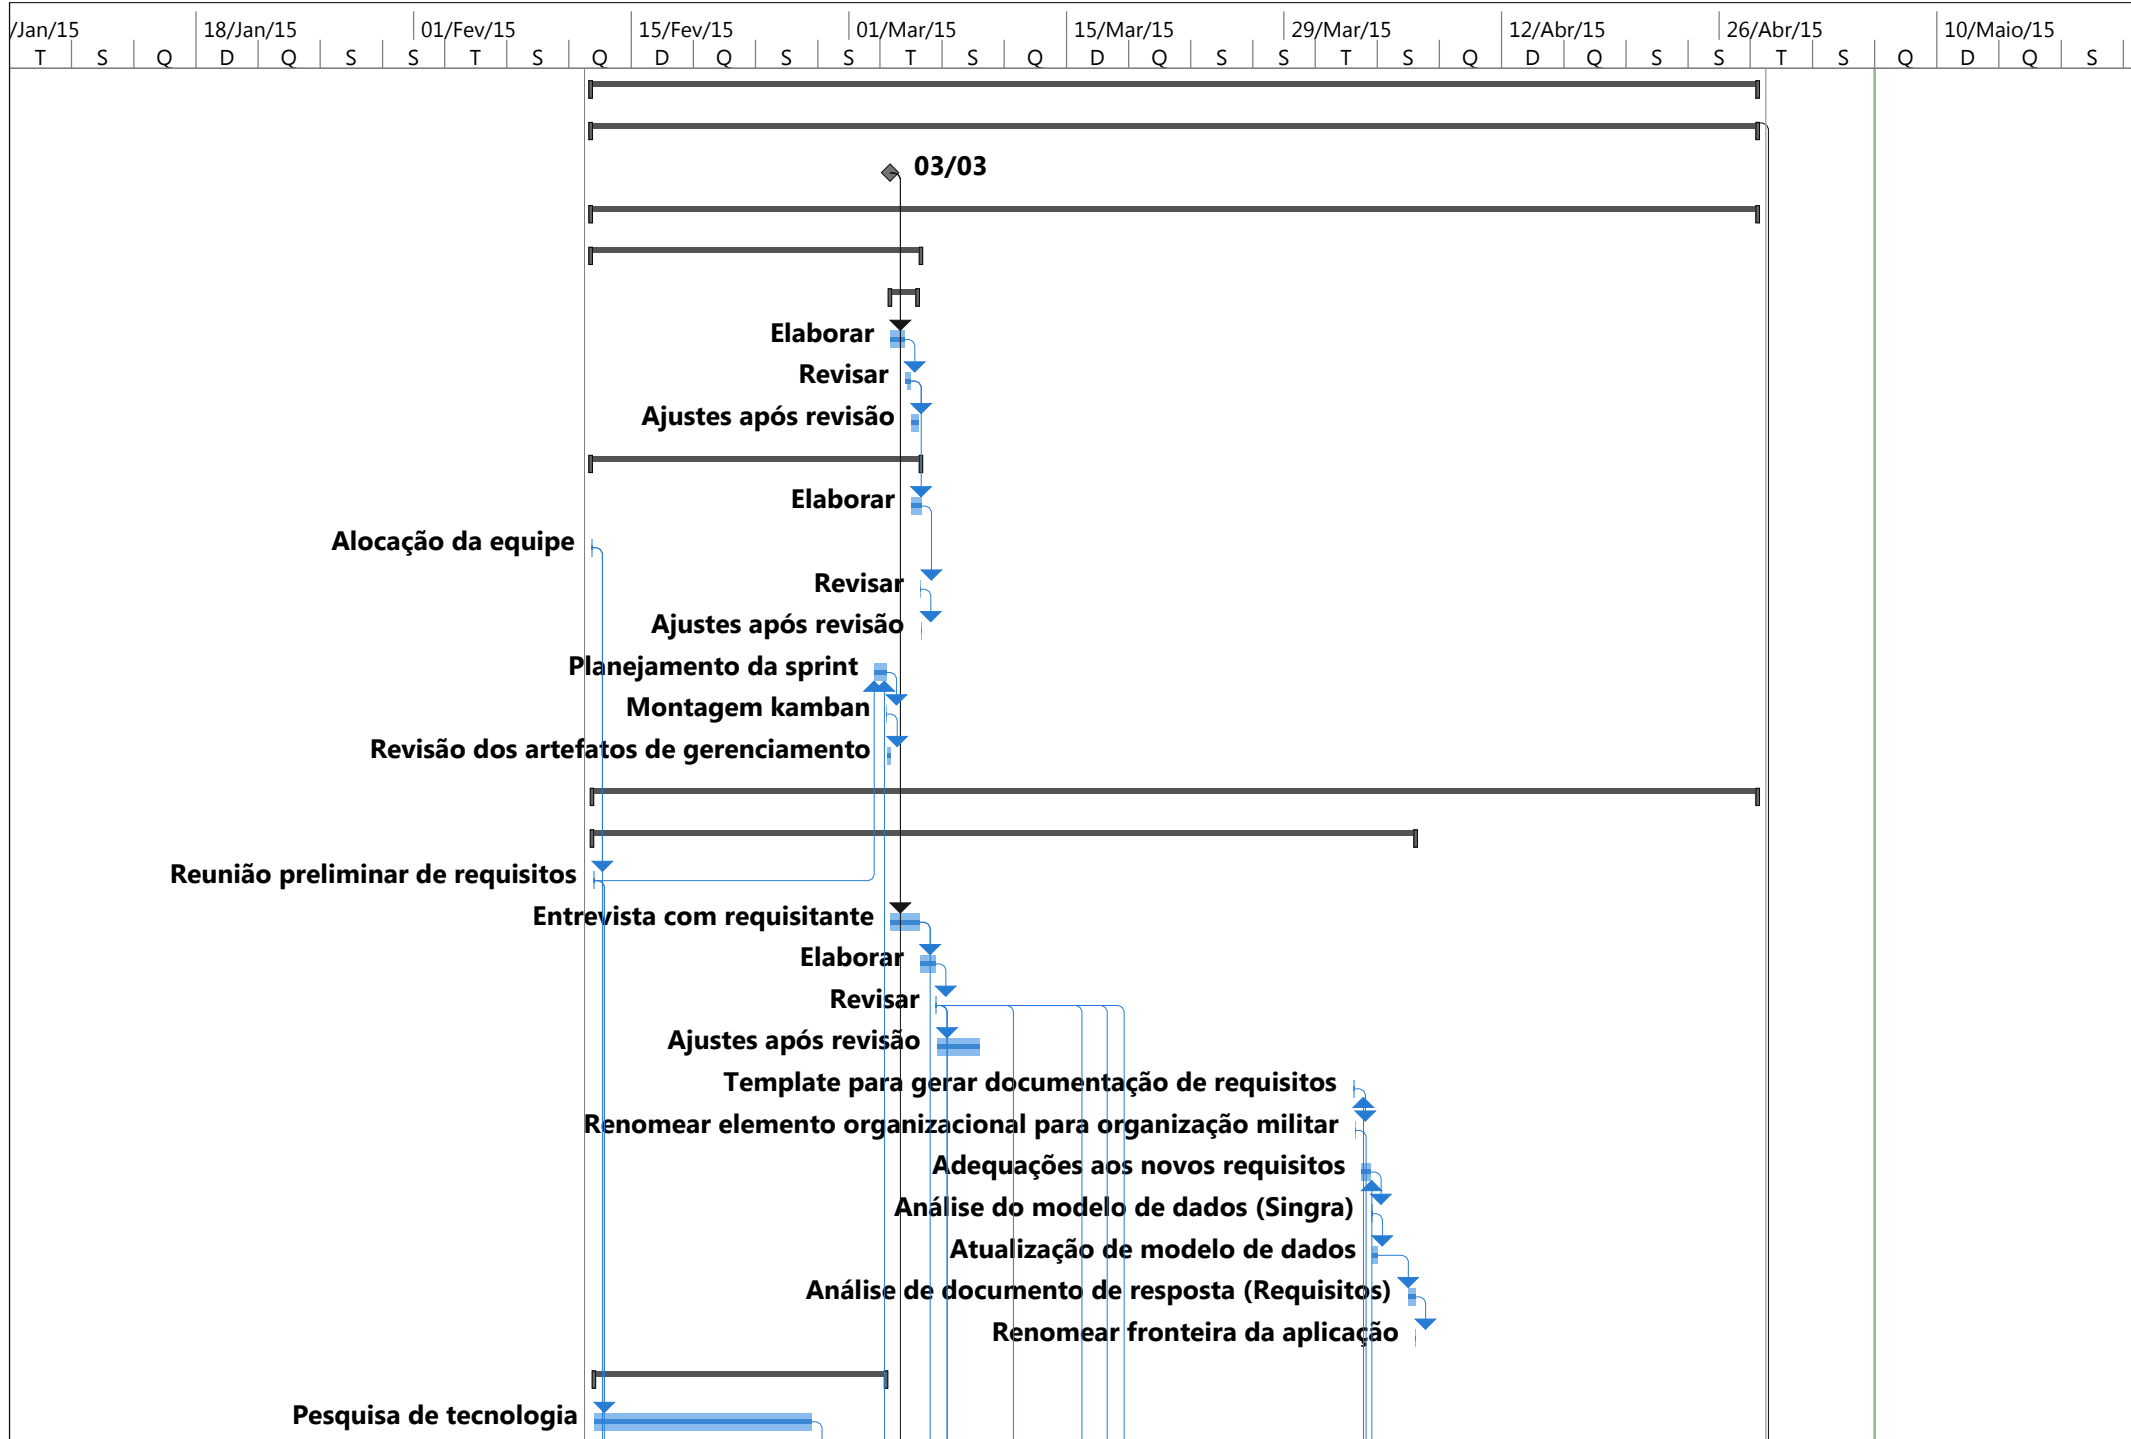 /Jan/15 18/Jan/15 01/Fev/15 15/Fev/15 01/Mar/15 15/Mar/15 29/Mar/15 12/Abr/15 26/Abr/15 10/Maio/15
T S Q D Q S S T S Q D Q S S T S Q D Q S S T S Q D Q S S T S Q D Q S
03/03
Elaborar
Revisar
Ajustes após revisão
Elaborar
Alocação da equipe
Revisar
Ajustes após revisão
Planejamento da sprint
Montagem kamban
Revisão dos artefatos de gerenciamento
Reunião preliminar de requisitos
Entrevista com requisitante
Elaborar
Revisar
Ajustes após revisão
Template para gerar documentação de requisitos
Renomear elemento organizacional para organização militar
Adequações aos novos requisitos
Análise do modelo de dados (Singra)
Atualização de modelo de dados
Análise de documento de resposta (Requisitos)
Renomear fronteira da aplicação
Pesquisa de tecnologia